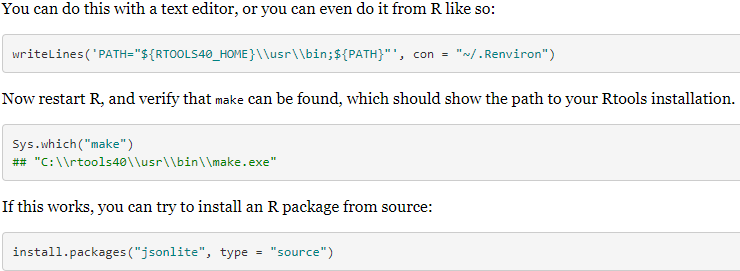 You can do this with a text editor, or you can even do it from R like so:
writeLines('PATH="${RTOOLS40_HOME}\\usr\\bin;${PATH}"', con = "~/.Renviron")
Now restart R, and verify that make can be found, which should show the path to your Rtools installation.
Sys.which("make")
## "C:\\rtools40\\usr\\bin\\make.exe"
If this works, you can try to install an R package from source:
install.packages("jsonlite", type = "source")